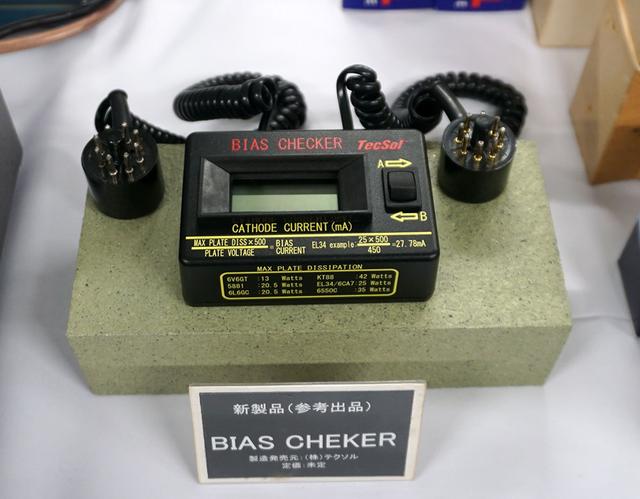 BIAS CHECKER TecSol
A
B
CATHODE CURRENT(mA)
MAX PLATE DISS×500 / PLATE VOLTAGE = BIAS CURRENT EL34 example: 25×500 / 450 =27.78mA
MAX PLATE DISSIPATION
6V6GT :13 Watts KT88 :42 Watts
5881 :20.5 Watts EL34/6CA7:25 Watts
6L6GC :20.5 Watts 6550C :35 Watts
新製品(参考出品)
BIAS CHEKER
製造発売元:(株)テクソル
定価:未定